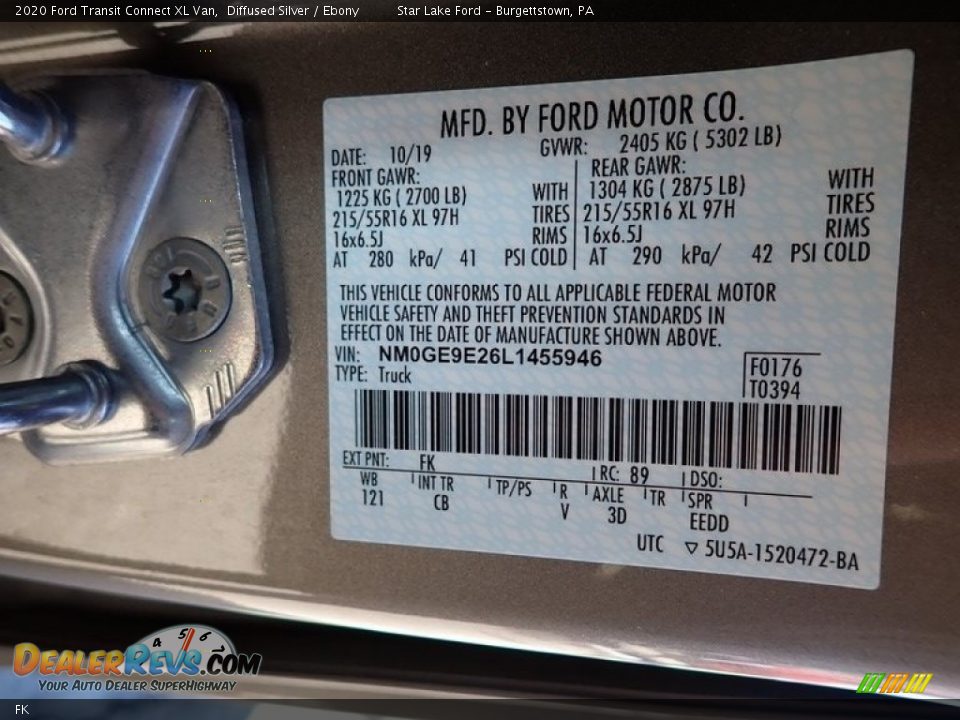 2020 Ford Transit Connect XL Van, Diffused Silver / Ebony Star Lake Ford - Burgettstown, PA
MFD. BY FORD MOTOR CO.
DATE: 10/19 GVWR: 2405 KG ( 5302 LB)
FRONT GAWR: REAR GAWR:
1225 KG ( 2700 LB) WITH 1304 KG ( 2875 LB) WITH
215/55R16 XL 97H TIRES 215/55R16 XL 97H TIRES
16x6.5J RIMS 16x6.5J RIMS
AT 280 kPa/ 41 PSI COLD AT 290 kPa/ 42 PSI COLD
THIS VEHICLE CONFORMS TO ALL APPLICABLE FEDERAL MOTOR
VEHICLE SAFETY AND THEFT PREVENTION STANDARDS IN
EFFECT ON THE DATE OF MANUFACTURE SHOWN ABOVE.
VIN: NM0GE9E26L1455946
TYPE: Truck
F0176
T0394
EXT PNT: FK RC: 89 DSO:
WB INT TR TP/PS R AXLE TR SPR
121 CB V 3D EEDD
UTC ▽ 5U5A-1520472-BA
4 5 6
DEALERREVS.COM
YOUR AUTO DEALER SUPERHIGHWAY
FK